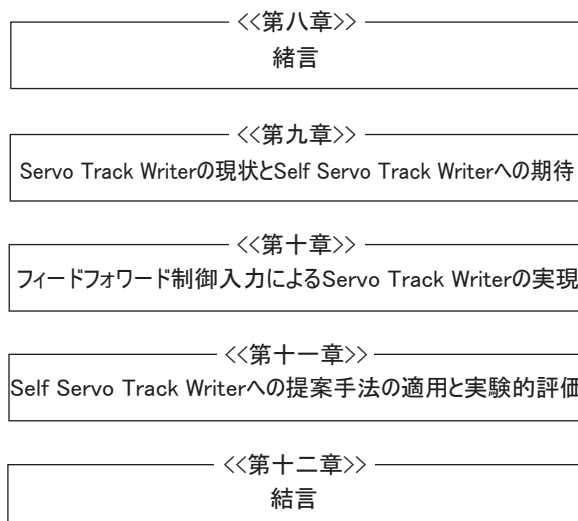 <<第八章>>
緒言
<<第九章>>
Servo Track Writerの現状とSelf Servo Track Writerへの期待
<<第十章>>
フィードフォワード制御入力によるServo Track Writerの実現
<<第十一章>>
Self Servo Track Writerへの提案手法の適用と実験的評価
<<第十二章>>
結言